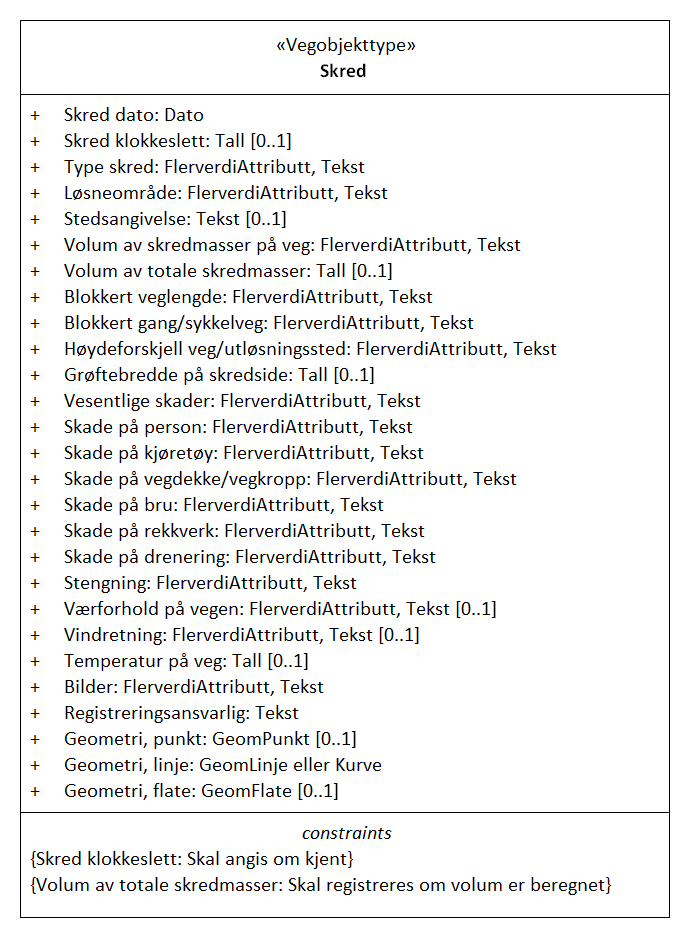 «Vegobjekttype»
Skred
+ Skred dato: Dato
+ Skred klokkeslett: Tall [0..1]
+ Type skred: FlerverdiAttributt, Tekst
+ Løsneområde: FlerverdiAttributt, Tekst
+ Stedsangivelse: Tekst [0..1]
+ Volum av skredmasser på veg: FlerverdiAttributt, Tekst
+ Volum av totale skredmasser: Tall [0..1]
+ Blokkert veglengde: FlerverdiAttributt, Tekst
+ Blokkert gang/sykkelveg: FlerverdiAttributt, Tekst
+ Høydeforskjell veg/utløsningssted: FlerverdiAttributt, Tekst
+ Grøftebredde på skredside: Tall [0..1]
+ Vesentlige skader: FlerverdiAttributt, Tekst
+ Skade på person: FlerverdiAttributt, Tekst
+ Skade på kjøretøy: FlerverdiAttributt, Tekst
+ Skade på vegdekke/vegkropp: FlerverdiAttributt, Tekst
+ Skade på bru: FlerverdiAttributt, Tekst
+ Skade på rekkverk: FlerverdiAttributt, Tekst
+ Skade på drenering: FlerverdiAttributt, Tekst
+ Stengning: FlerverdiAttributt, Tekst
+ Værforhold på vegen: FlerverdiAttributt, Tekst [0..1]
+ Vindretning: FlerverdiAttributt, Tekst [0..1]
+ Temperatur på veg: Tall [0..1]
+ Bilder: FlerverdiAttributt, Tekst
+ Registreringsansvarlig: Tekst
+ Geometri, punkt: GeomPunkt [0..1]
+ Geometri, linje: GeomLinje eller Kurve
+ Geometri, flate: GeomFlate [0..1]
constraints
{Skred klokkeslett: Skal angis om kjent}
{Volum av totale skredmasser: Skal registreres om volum er beregnet}